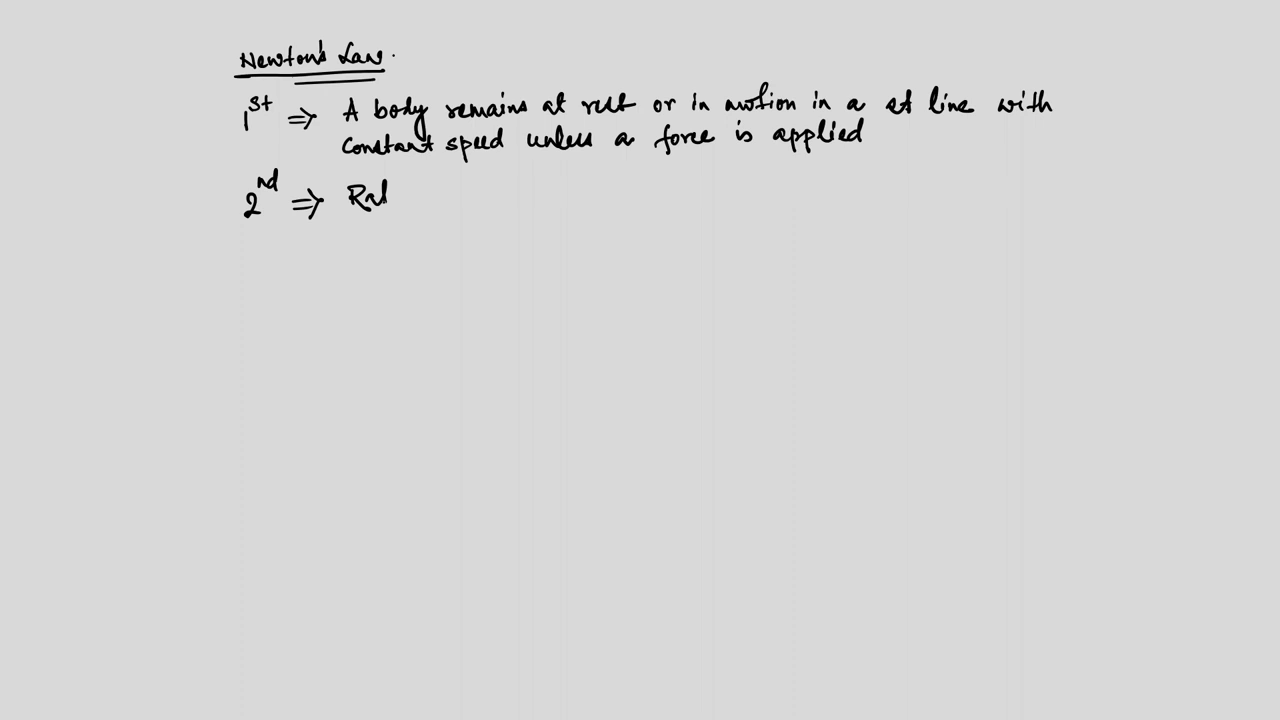 Newton's Law.
1st ⇒ A body remains at rest or in motion in a st line with
constant speed unless a force is applied
2nd ⇒